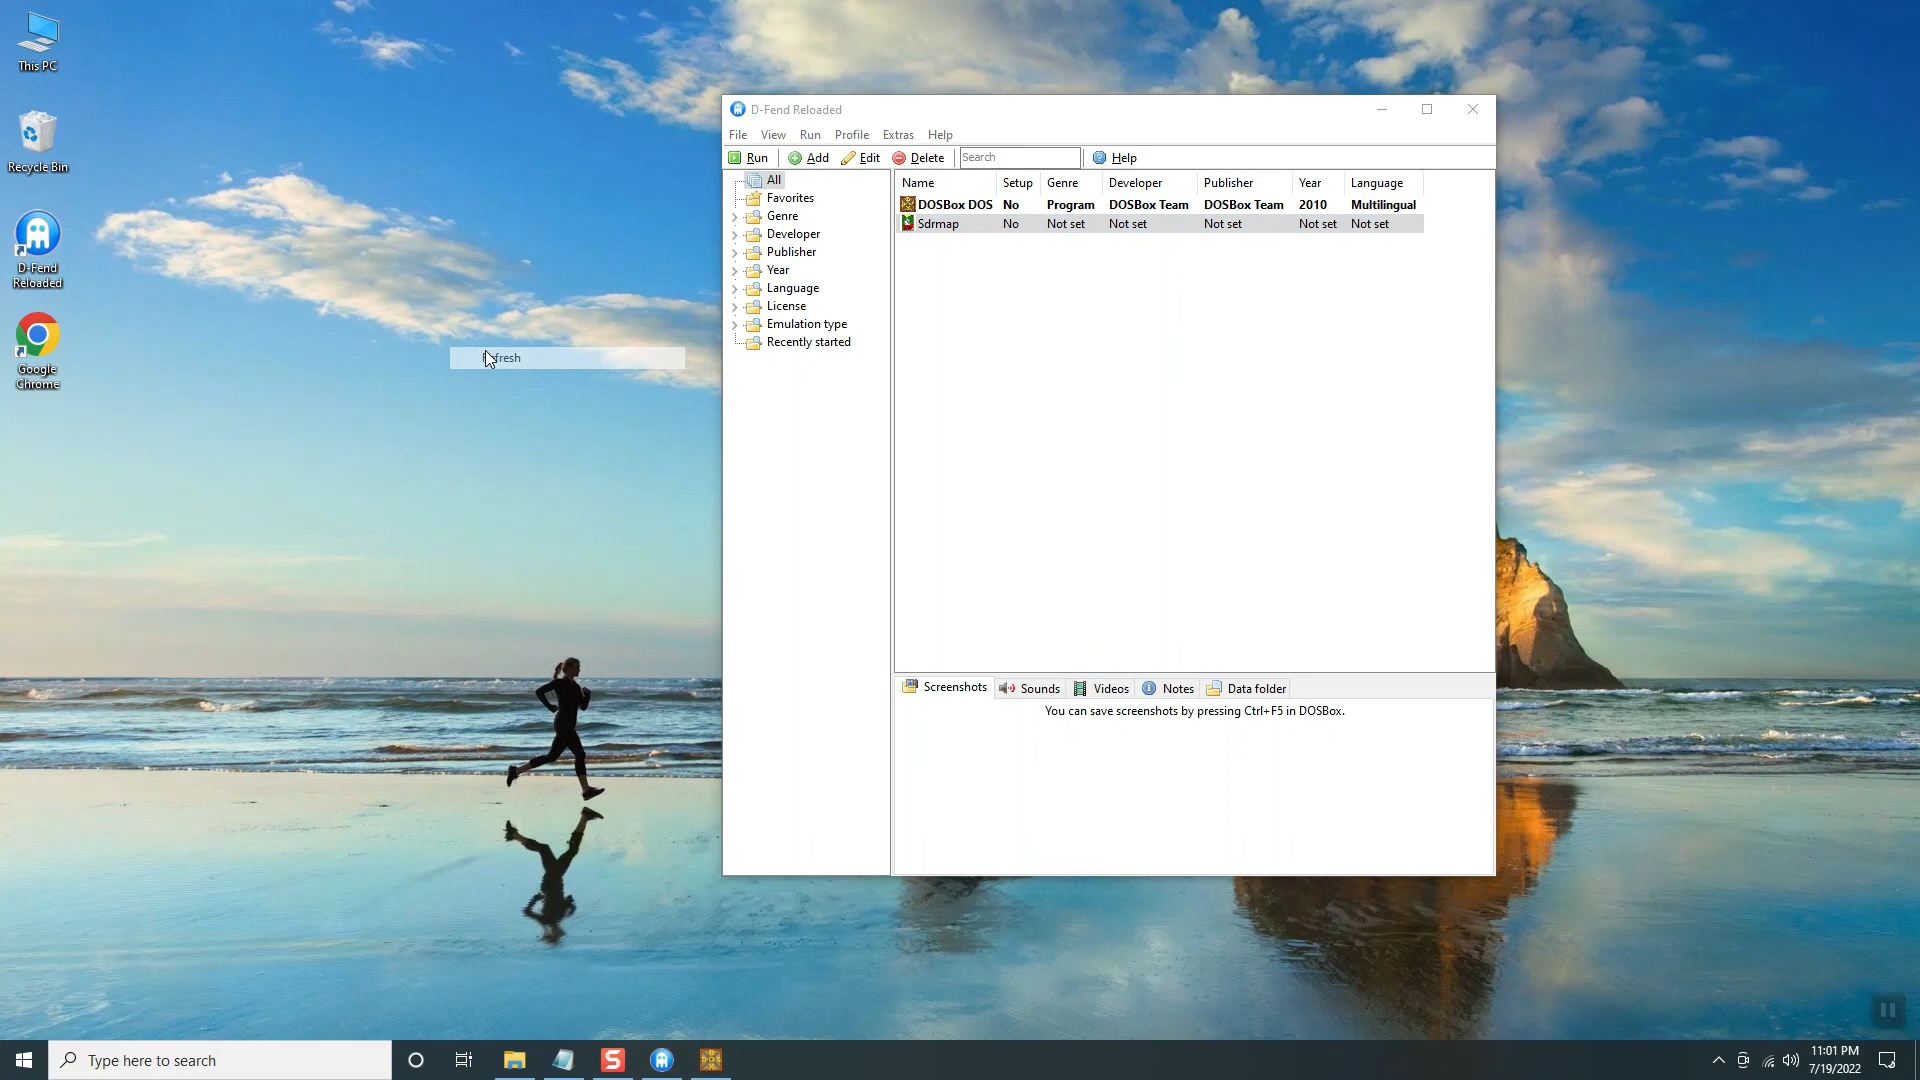 This PC
Recycle Bin
D-Fend
Reloaded
Google
Chrome
D-Fend Reloaded
File View Run Profile Extras Help
Run Add Edit Delete Search Help
All
Favorites
Genre
Developer
Publisher
Year
Language
License
Emulation type
Recently started
Name Setup Genre Developer Publisher Year Language
DOSBox DOS No Program DOSBox Team DOSBox Team 2010 Multilingual
Sdrmap No Not set Not set Not set Not set Not set
Refresh
Screenshots Sounds Videos Notes Data folder
You can save screenshots by pressing Ctrl+F5 in DOSBox.
Type here to search
S
DOS
11:01 PM
7/19/2022